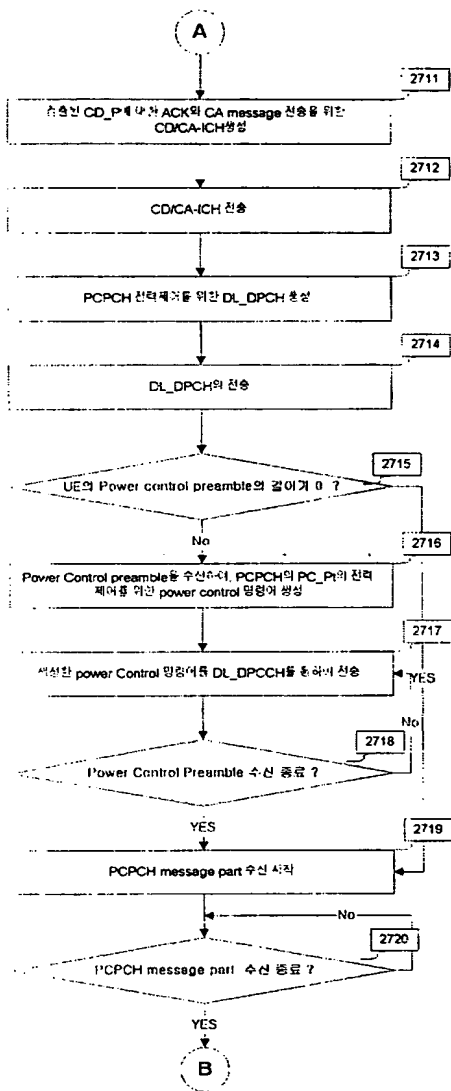 A
2711
CD_P에 대한 ACK와 CA message 전송을 위한
CD/CA-ICH생성
2712
CD/CA-ICH 전송
2713
PCPCH 전력제어를 위한 DL_DPCH 생성
2714
DL_DPCH의 전송
2715
UE의 Power control preamble의 길이가 0 ?
No
2716
Power Control preamble을 수신하여, PCPCH의 PC_P의 전력
제어를 위한 power control 명령어 생성
2717
생성한 power Control 명령어를 DL_DPCCH를 통하여 전송
YES
No
2718
Power Control Preamble 수신 종료 ?
YES
2719
PCPCH message part 수신 시작
No
2720
PCPCH message part 수신 종료 ?
YES
B